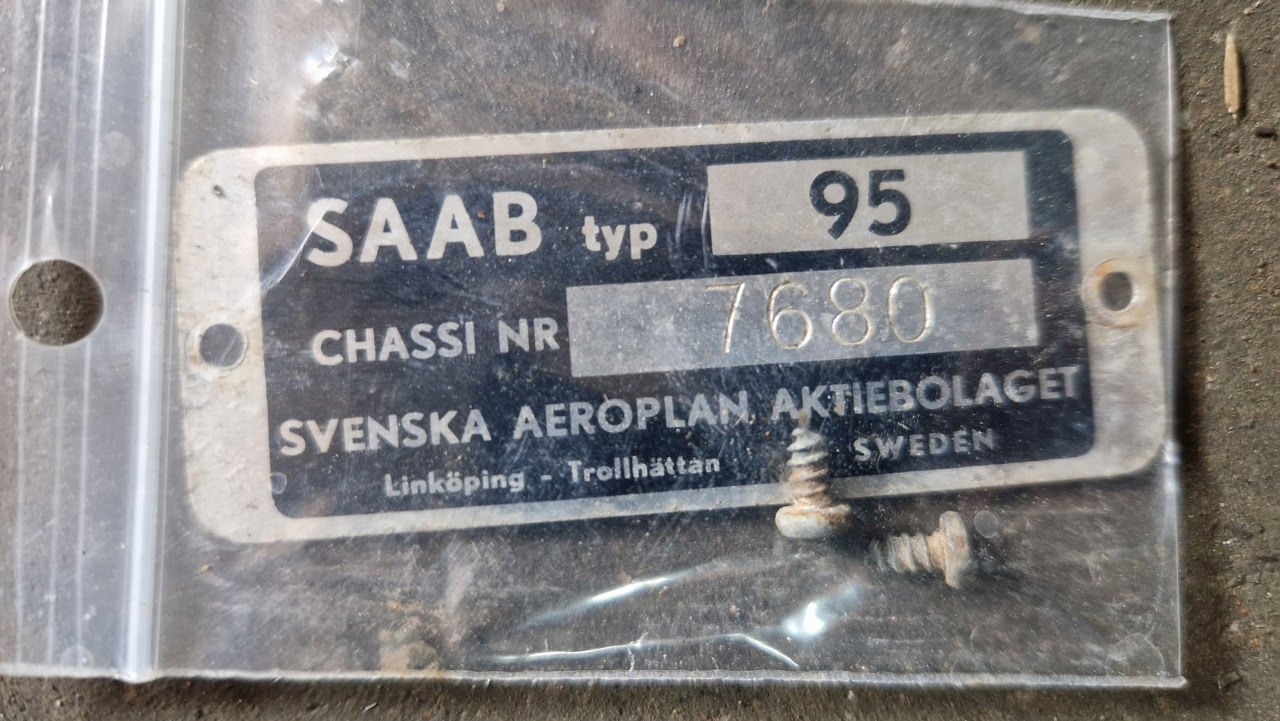 SAAB typ 95
CHASSI NR 7680
SVENSKA AEROPLAN AKTIEBOLAGET
Linköping - Trollhättan SWEDEN